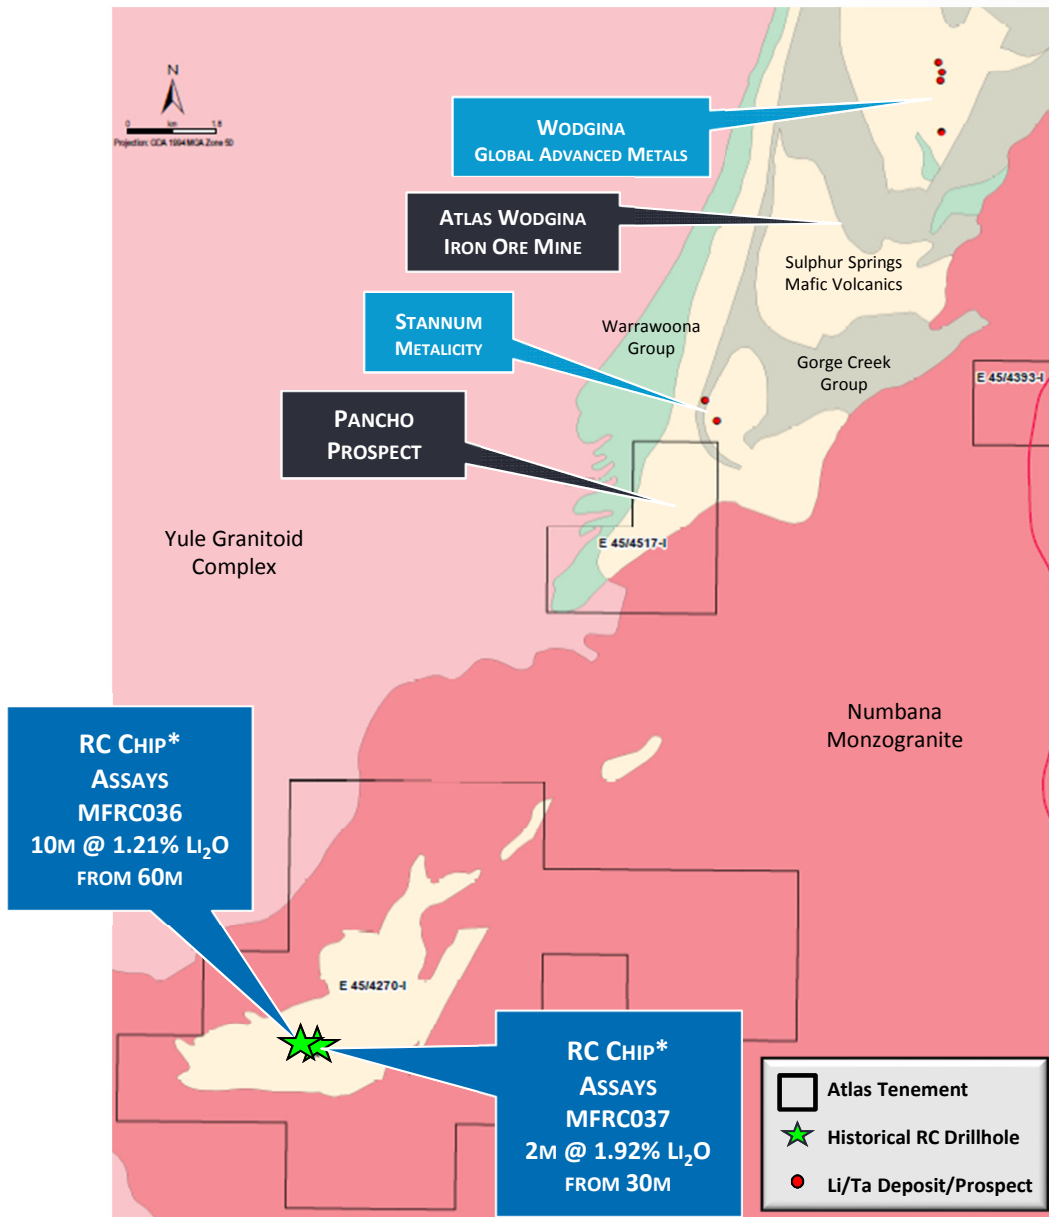 N
0 km 1.8
Projection: GDA 1994 MGA Zone 50
WODGINA
GLOBAL ADVANCED METALS
ATLAS WODGINA
IRON ORE MINE
Sulphur Springs
Mafic Volcanics
STANNUM
METALICITY
Warrawoona
Group
Gorge Creek
Group
E 45/4393-I
PANCHO
PROSPECT
Yule Granitoid
Complex
E 45/4517-I
Numbana
Monzogranite
RC CHIP*
ASSAYS
MFRC036
10M @ 1.21% LI₂O
FROM 60M
E 45/4270-I
RC CHIP*
ASSAYS
MFRC037
2M @ 1.92% LI₂O
FROM 30M
Atlas Tenement
Historical RC Drillhole
Li/Ta Deposit/Prospect